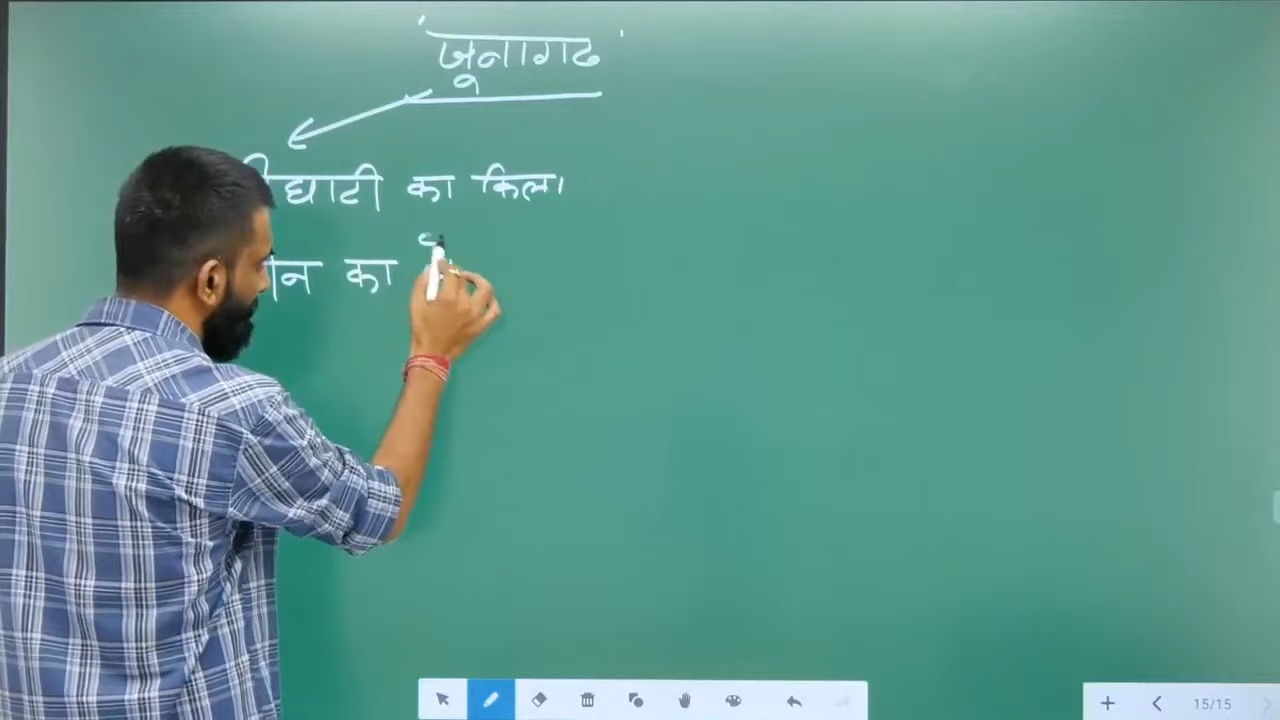 जूनागढ
घाटी का किला
का
15/15